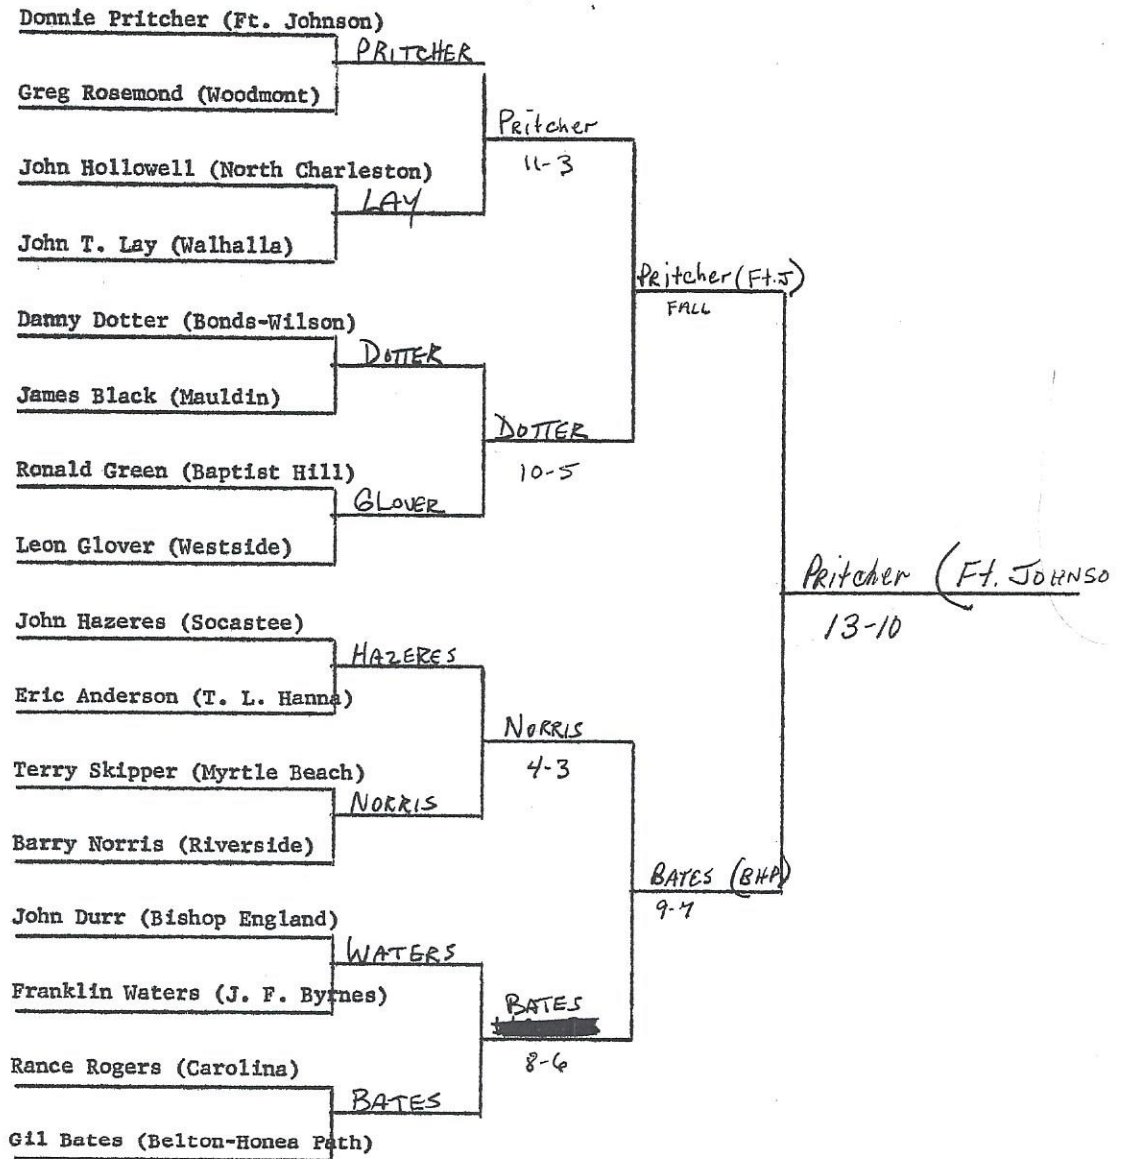 Donnie Pritcher (Ft. Johnson)
PRITCHER
Greg Rosemond (Woodmont)
Pritcher
11-3
John Hollowell (North Charleston)
LAY
John T. Lay (Walhalla)
Pritcher (Ft.J)
FALL
Danny Dotter (Bonds-Wilson)
DOTTER
James Black (Mauldin)
DOTTER
10-5
Ronald Green (Baptist Hill)
GLOVER
Leon Glover (Westside)
Pritcher (Ft. JOHNSO
13-10
John Hazeres (Socastee)
HAZERES
Eric Anderson (T. L. Hanna)
NORRIS
4-3
Terry Skipper (Myrtle Beach)
NORRIS
Barry Norris (Riverside)
BATES (BHP)
9-7
John Durr (Bishop England)
WATERS
Franklin Waters (J. F. Byrnes)
BATES
8-6
Rance Rogers (Carolina)
BATES
Gil Bates (Belton-Honea Path)